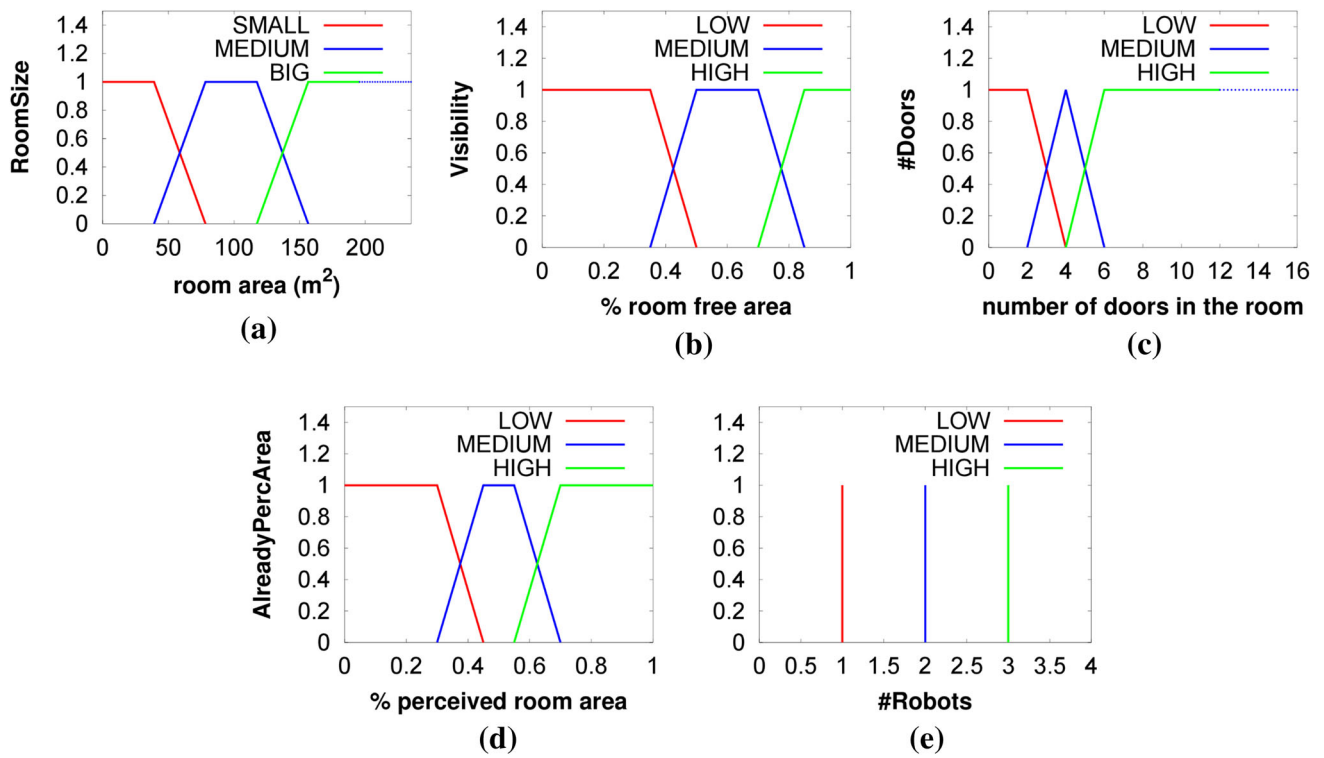 RoomSize
1.4
1.2
1
0.8
0.6
0.4
0.2
0
SMALL
MEDIUM
BIG
0 50 100 150 200
room area (m²)
(a)
Visibility
1.4
1.2
1
0.8
0.6
0.4
0.2
0
LOW
MEDIUM
HIGH
0 0.2 0.4 0.6 0.8 1
% room free area
(b)
#Doors
1.4
1.2
1
0.8
0.6
0.4
0.2
0
LOW
MEDIUM
HIGH
0 2 4 6 8 10 12 14 16
number of doors in the room
(c)
AlreadyPercArea
1.4
1.2
1
0.8
0.6
0.4
0.2
0
LOW
MEDIUM
HIGH
0 0.2 0.4 0.6 0.8 1
% perceived room area
(d)
1.4
1.2
1
0.8
0.6
0.4
0.2
0
LOW
MEDIUM
HIGH
0 0.5 1 1.5 2 2.5 3 3.5 4
#Robots
(e)